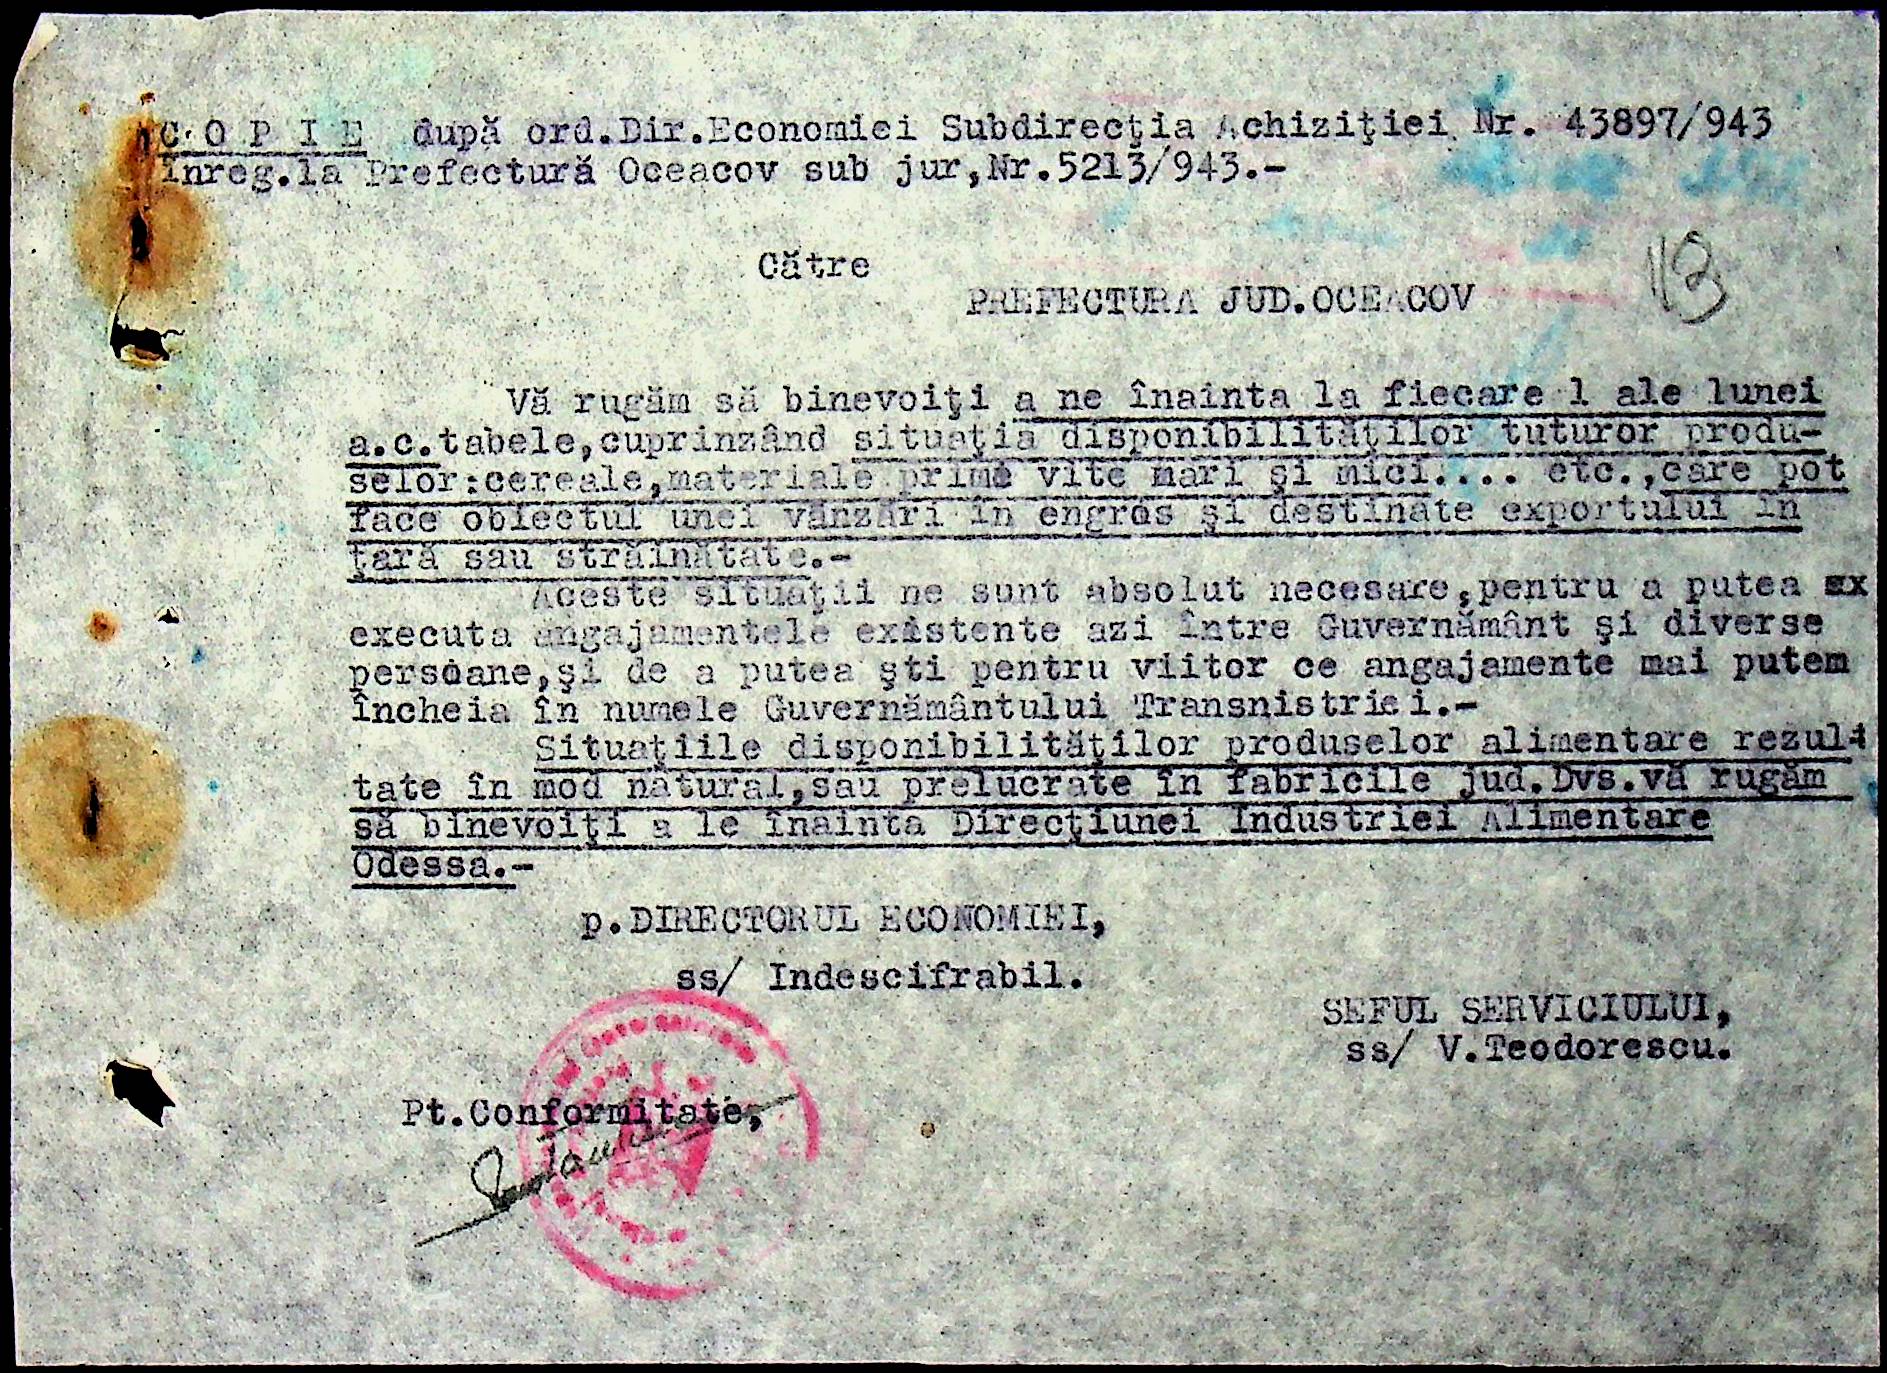 C O P I E după ord.Dir.Economiei Subdirecţia Achiziţiei Nr. 43897/943
înreg.la Prefectură Oceacov sub jur,Nr.5213/943.-
113
Către
PREFECTURA JUD.OCEACOV
Vă rugăm să binevoiţi a ne înainta la fiecare 1 ale lunei
a.c.tabele,cuprinzând situaţia disponibilităţilor tuturor produ-
selor:cereale,materiale prime vite mari şi mici.... etc.,care pot
face obiectul unei vânzări în engros şi destinate exportului în
ţară sau străinătate.-
Aceste situaţii ne sunt absolut necesare,pentru a putea ex
executa angajamentele existente azi între Guvernământ şi diverse
persoane,şi de a putea şti pentru viitor ce angajamente mai putem
încheia în numele Guvernământului Transnistriei.-
Situaţiile disponibilităţilor produselor alimentare rezul-
tate în mod natural,sau prelucrate în fabricile jud.Dvs.vă rugăm
să binevoiţi a le înainta Direcţiunei Industriei Alimentare
Odessa.-
p.DIRECTORUL ECONOMIEI,
ss/ Indescifrabil.
SEFUL SERVICIULUI,
ss/ V.Teodorescu.
Pt.Conformitate,